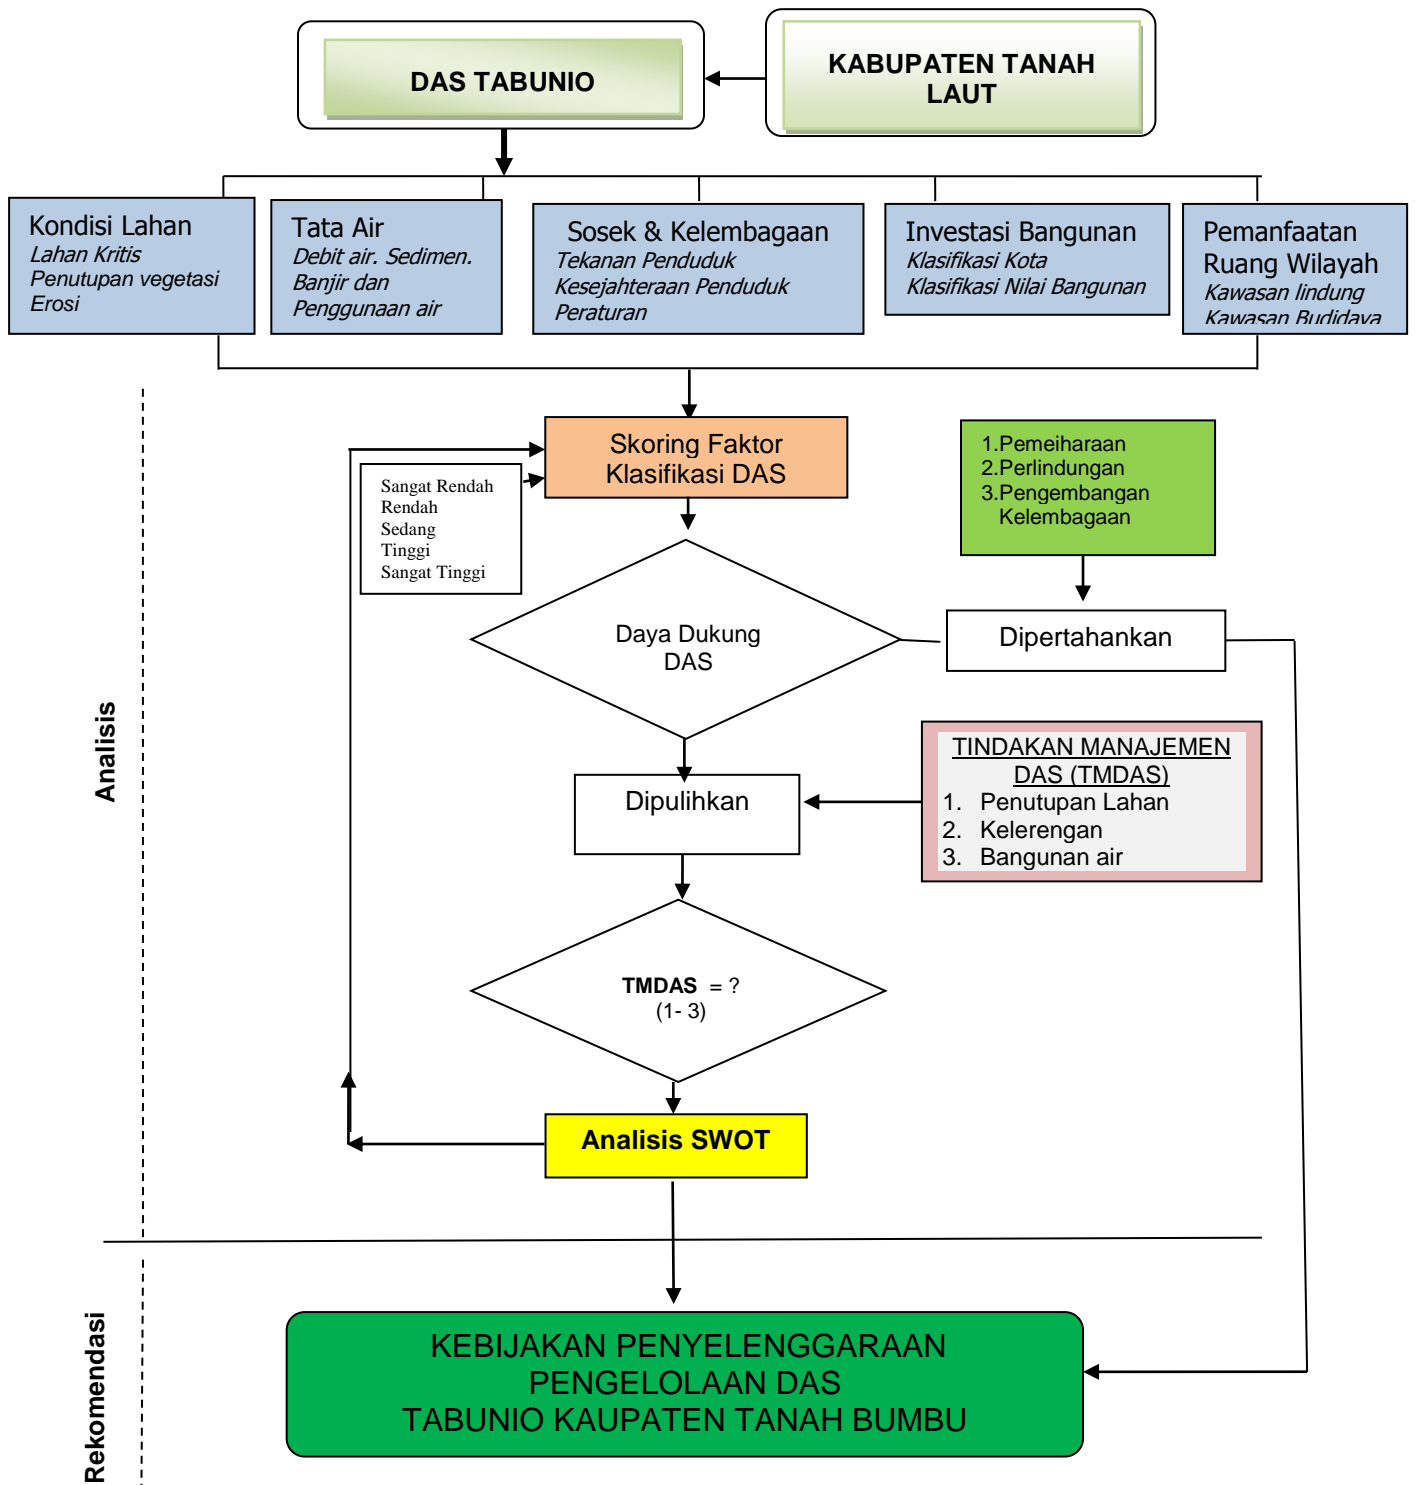 DAS TABUNIO
KABUPATEN TANAH
LAUT
Kondisi Lahan
Lahan Kritis
Penutupan vegetasi
Erosi
Tata Air
Debit air. Sedimen.
Banjir dan
Penggunaan air
Sosek & Kelembagaan
Tekanan Penduduk
Kesejahteraan Penduduk
Peraturan
Investasi Bangunan
Klasifikasi Kota
Klasifikasi Nilai Bangunan
Pemanfaatan
Ruang Wilayah
Kawasan lindung
Kawasan Budidaya
Skoring Faktor
Klasifikasi DAS
Sangat Rendah
Rendah
Sedang
Tinggi
Sangat Tinggi
1.Pemeiharaan
2.Perlindungan
3.Pengembangan
Kelembagaan
Daya Dukung
DAS
Dipertahankan
Analisis
TINDAKAN MANAJEMEN
DAS (TMDAS)
1. Penutupan Lahan
2. Kelerengan
3. Bangunan air
Dipulihkan
TMDAS = ?
(1- 3)
Analisis SWOT
Rekomendasi
KEBIJAKAN PENYELENGGARAAN
PENGELOLAAN DAS
TABUNIO KAUPATEN TANAH BUMBU